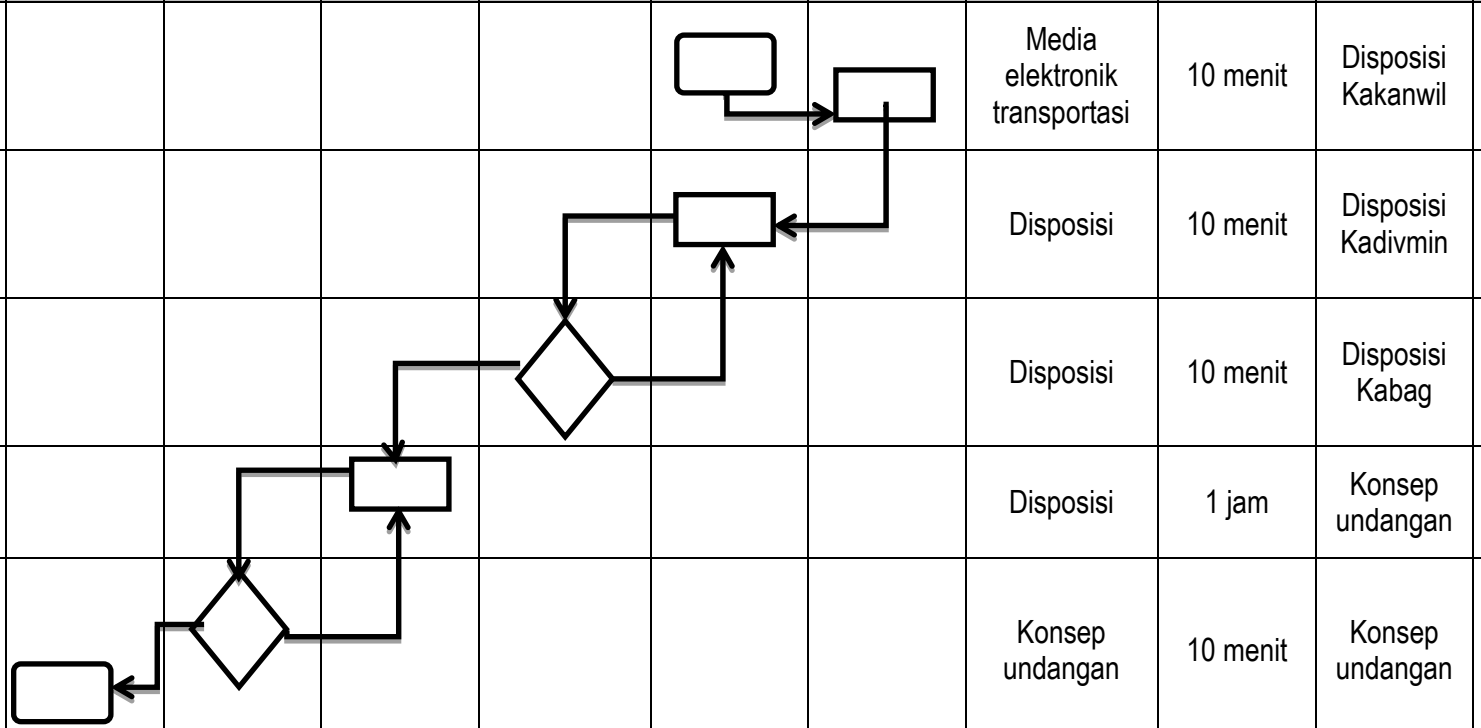 Media
elektronik
transportasi
10 menit
Disposisi
Kakanwil
Disposisi
10 menit
Disposisi
Kadivmin
Disposisi
10 menit
Disposisi
Kabag
Disposisi
1 jam
Konsep
undangan
Konsep
undangan
10 menit
Konsep
undangan